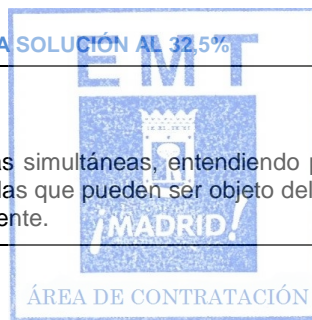 A SOLUCIÓN AL 32,5%
EMT
as simultáneas, entendiendo p
las que pueden ser objeto del
ente.
¡MADRID!
ÁREA DE CONTRATACIÓN